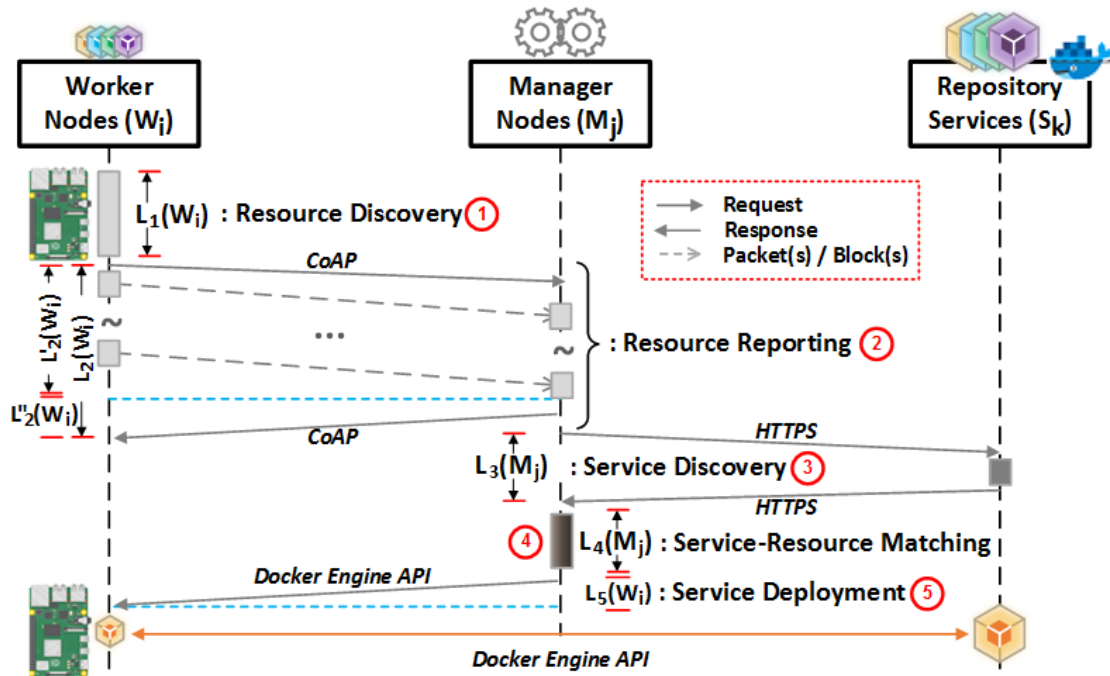 Worker
Nodes (Wi)
Manager
Nodes (Mj)
Repository
Services (Sk)
L1(Wi) : Resource Discovery 1
Request
Response
Packet(s) / Block(s)
CoAP
L'2(Wi)
L2(Wi)
~
~
...
: Resource Reporting 2
L"2(Wi)
CoAP
HTTPS
L3(Mj) : Service Discovery 3
HTTPS
4
L4(Mj) : Service-Resource Matching
Docker Engine API
L5(Wi) : Service Deployment 5
Docker Engine API